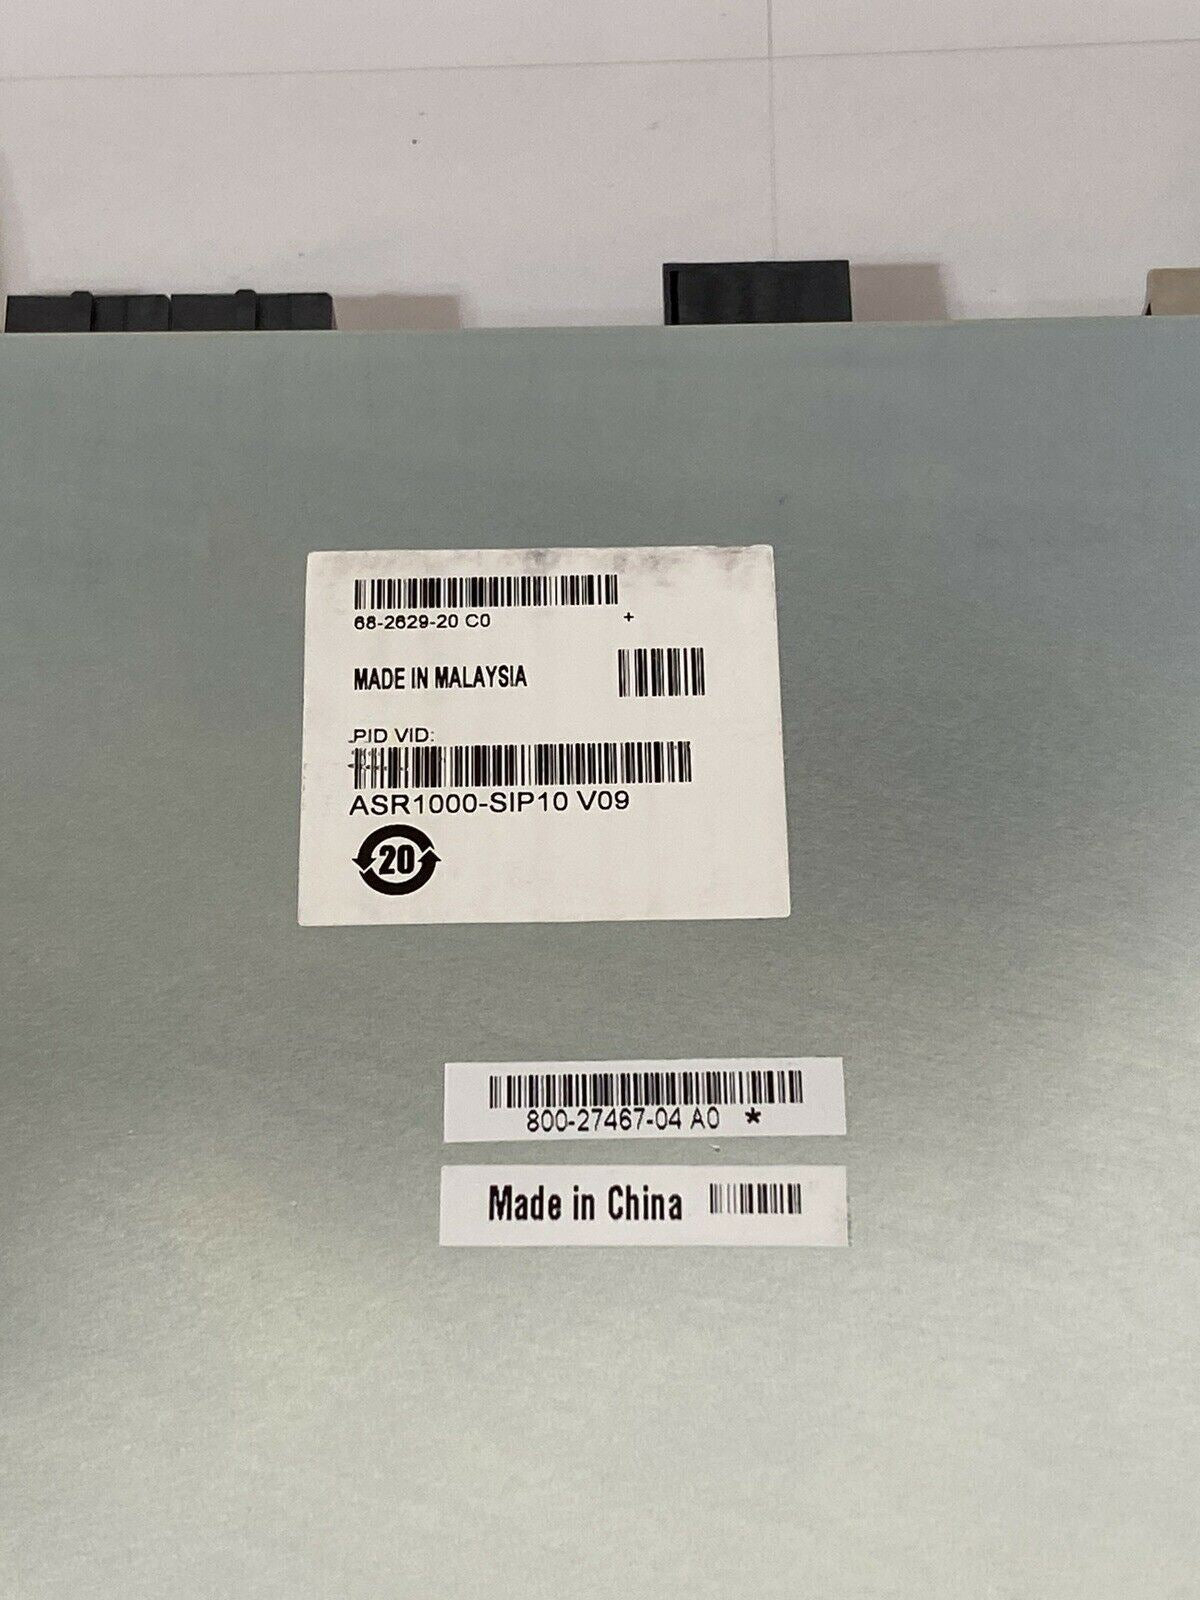 68-2629-20 C0
+
MADE IN MALAYSIA
PID VID:
ASR1000-SIP10 V09
20
800-27467-04 A0 *
Made in China